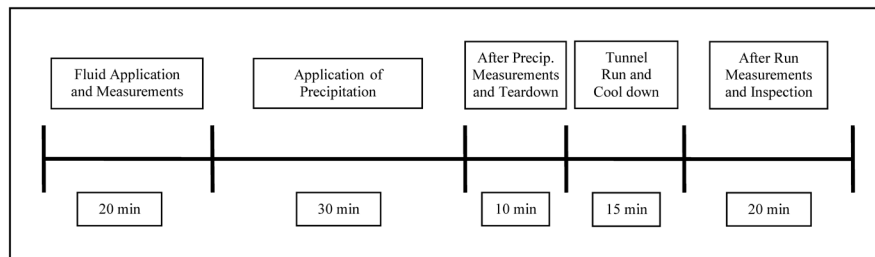 Fluid Application
and Measurements
Application of
Precipitation
After Precip.
Measurements
and Teardown
Tunnel
Run and
Cool down
After Run
Measurements
and Inspection
20 min
30 min
10 min
15 min
20 min